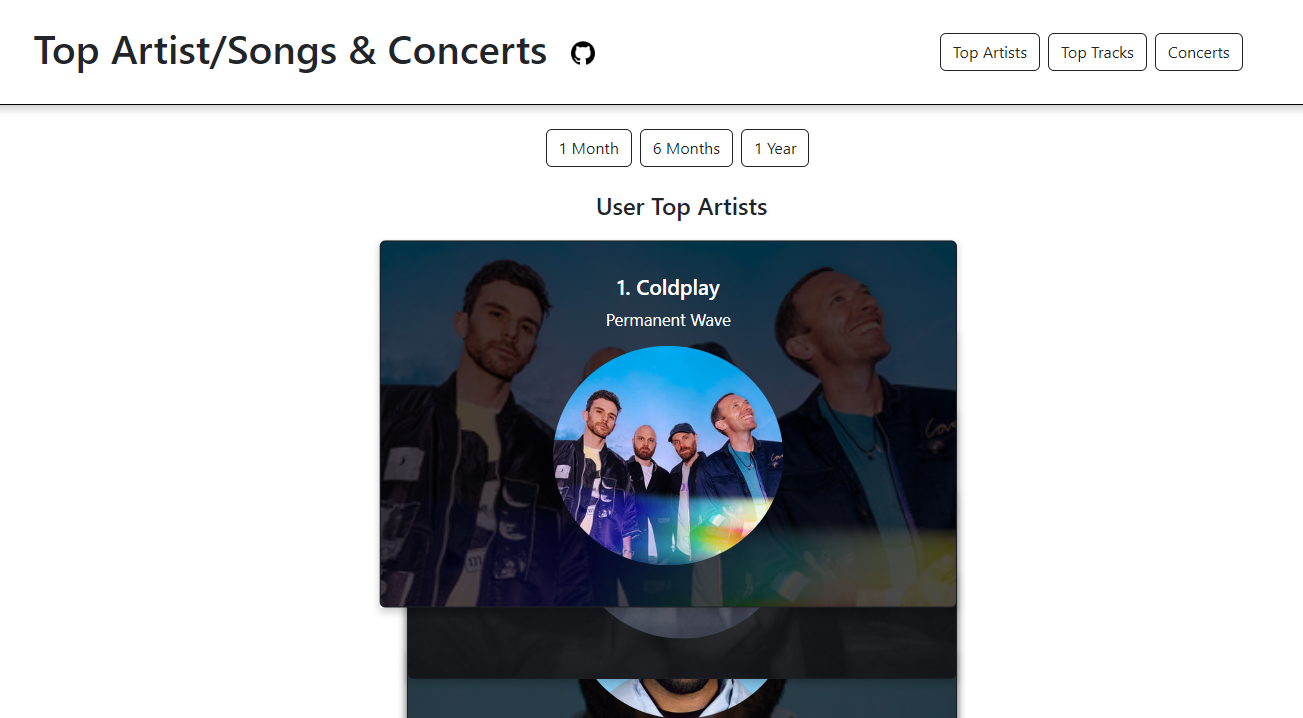 Top Artist/Songs & Concerts
Top Artists
Top Tracks
Concerts
1 Month
6 Months
1 Year
User Top Artists
1. Coldplay
Permanent Wave